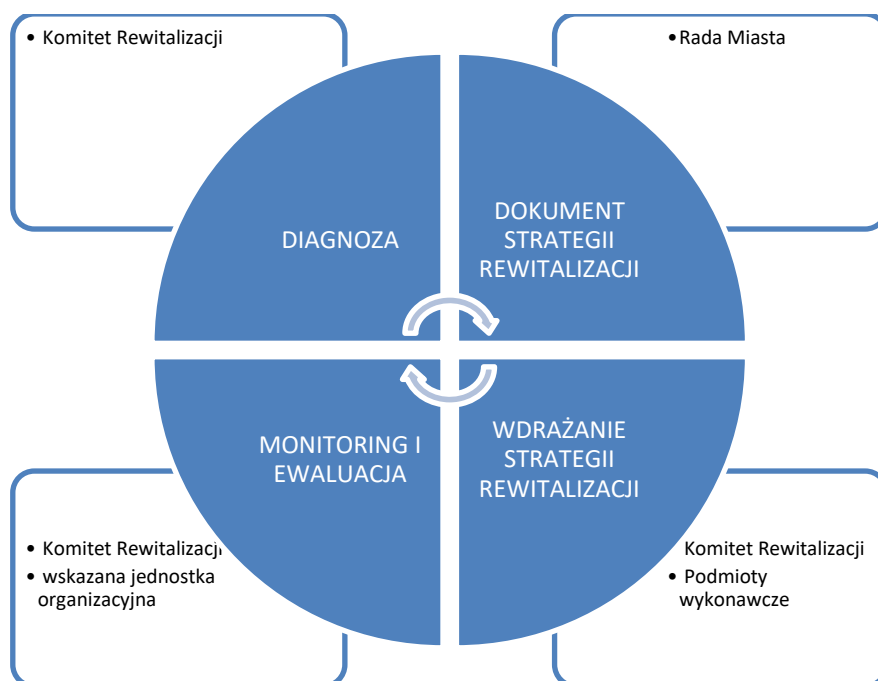 • Komitet Rewitalizacji
•Rada Miasta
DIAGNOZA
DOKUMENT
STRATEGII
REWITALIZACJI
MONITORING I
EWALUACJA
WDRAŻANIE
STRATEGII
REWITALIZACJI
• Komitet Rewitalizacji
• wskazana jednostka
organizacyjna
Komitet Rewitalizacji
• Podmioty
wykonawcze